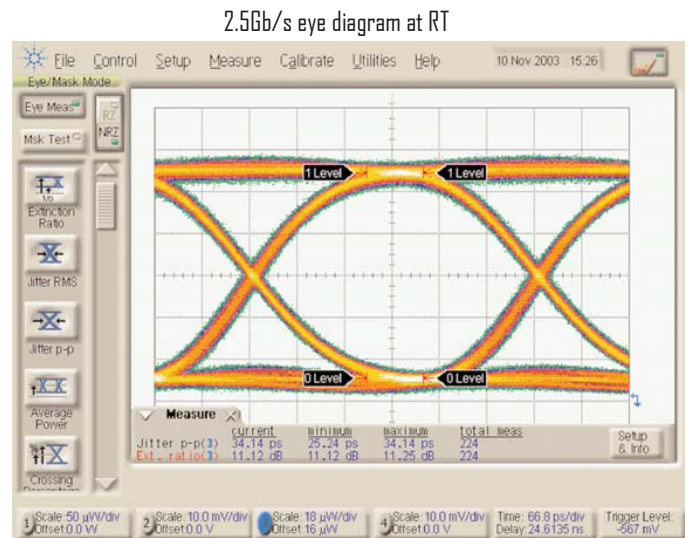 2.5Gb/s eye diagram at RT
File Control Setup Measure Calibrate Utilities Help 10 Nov 2003 15:26
Eye/Mask Mode
Eye Meas
RZ
NRZ
Msk Test
1 Level 1 Level
1/0
Extinction
Ratio
Jitter RMS
Jitter p-p
0 Level 0 Level
Average
Power
Measure
current minimum maximum total meas
Jitter p-p(3) 34.14 ps 25.24 ps 34.14 ps 224
Ext. ratio(3) 11.12 dB 11.12 dB 11.25 dB 224
Setup
& Info
%
Crossing
Percentage
1 Scale:50 µW/div 2 Scale:10.0 mV/div 3 Scale:18 µW/div 4 Scale:10.0 mV/div Time:66.8 ps/div Trigger Level:
Offset:0.0 W Offset:0.0 V Offset:16 µW Offset:0.0 V Delay:24.6135 ns -567 mV